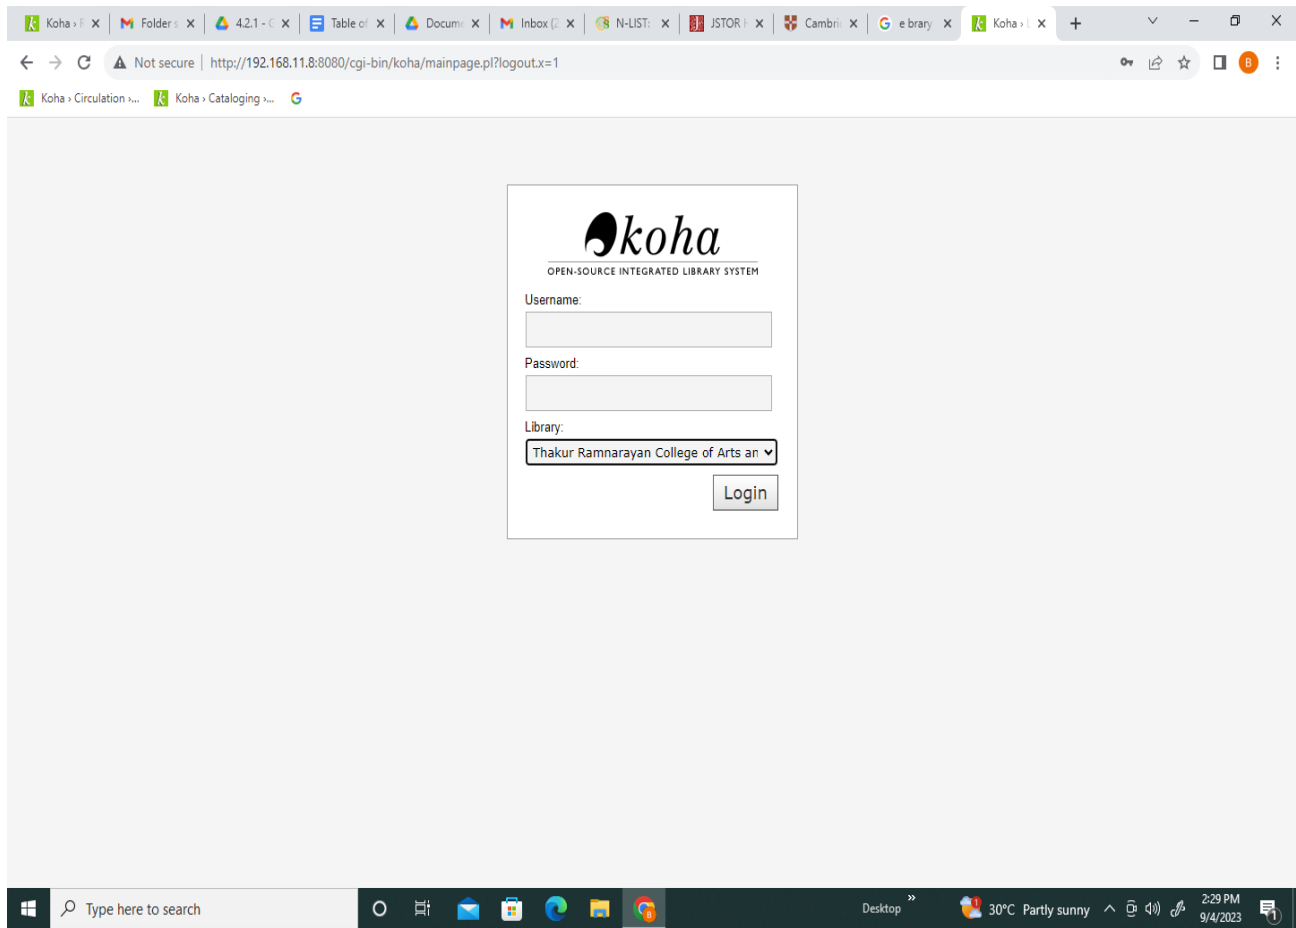 Koha › F
Folder s
4.2.1 - G
Table of
Docume
Inbox (2
N-LIST:
JSTOR H
Cambri
e brary
Koha › L
Not secure | http://192.168.11.8:8080/cgi-bin/koha/mainpage.pl?logout.x=1
B
Koha › Circulation ›... Koha › Cataloging ›...
koha
OPEN-SOURCE INTEGRATED LIBRARY SYSTEM
Username:
Password:
Library:
Thakur Ramnarayan College of Arts an
Login
Type here to search
Desktop
30°C Partly sunny
2:29 PM
9/4/2023